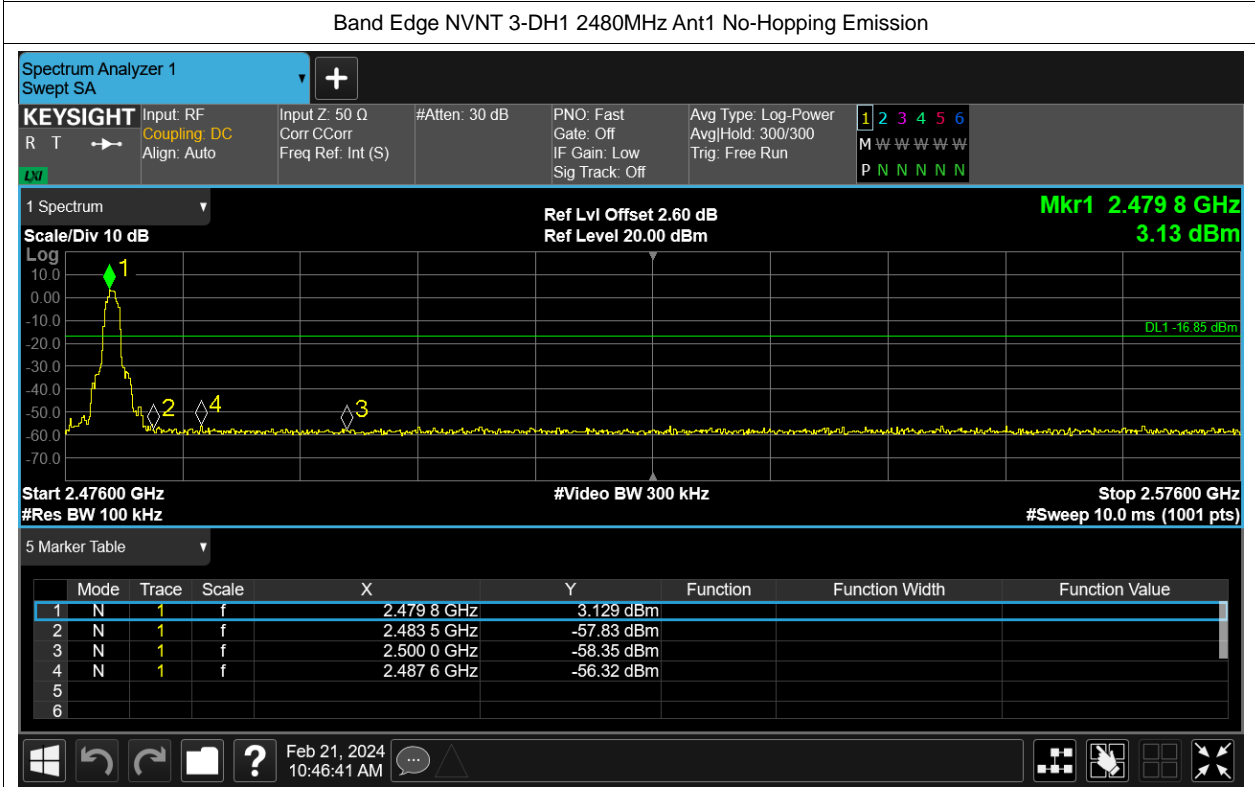 Band Edge NVNT 3-DH1 2480MHz Ant1 No-Hopping Emission
Spectrum Analyzer 1
Swept SA
+
KEYSIGHT
R T
LXI
Input: RF
Coupling: DC
Align: Auto
Input Z: 50 Ω
Corr CCorr
Freq Ref: Int (S)
#Atten: 30 dB
PNO: Fast
Gate: Off
IF Gain: Low
Sig Track: Off
Avg Type: Log-Power
Avg|Hold: 300/300
Trig: Free Run
1 2 3 4 5 6
M W W W W W
P N N N N N
1 Spectrum
Scale/Div 10 dB
Ref Lvl Offset 2.60 dB
Ref Level 20.00 dBm
Mkr1 2.479 8 GHz
3.13 dBm
Log
10.0
0.00
-10.0
-20.0
-30.0
-40.0
-50.0
-60.0
-70.0
1
2
4
3
DL1 -16.85 dBm
Start 2.47600 GHz
#Res BW 100 kHz
#Video BW 300 kHz
Stop 2.57600 GHz
#Sweep 10.0 ms (1001 pts)
5 Marker Table
Mode Trace Scale X Y Function Function Width Function Value
1 N 1 f 2.479 8 GHz 3.129 dBm
2 N 1 f 2.483 5 GHz -57.83 dBm
3 N 1 f 2.500 0 GHz -58.35 dBm
4 N 1 f 2.487 6 GHz -56.32 dBm
5
6
?
Feb 21, 2024
10:46:41 AM